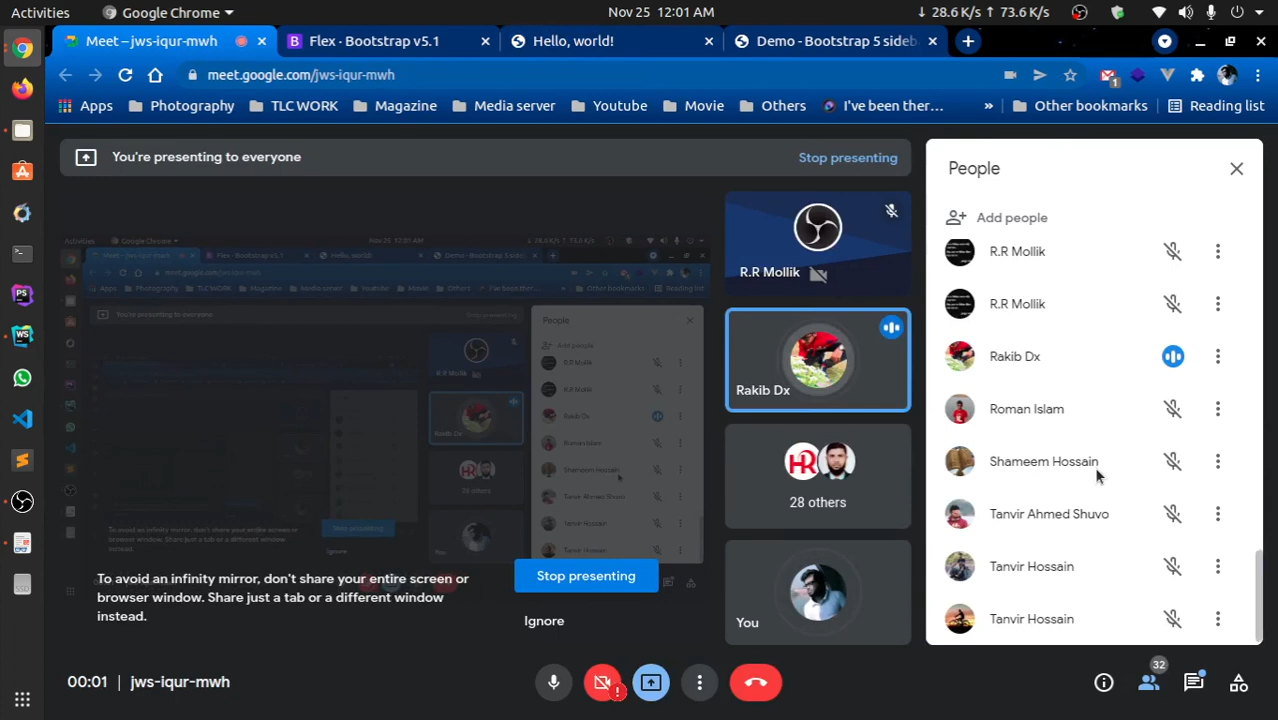 Activities
Google Chrome
Nov 25 12:01 AM
↓ 28.6 K/s ↑ 73.6 K/s
Meet – jws-iqur-mwh
Flex · Bootstrap v5.1
Hello, world!
Demo - Bootstrap 5 sideb
meet.google.com/jws-iqur-mwh
1
Apps
Photography
TLC WORK
Magazine
Media server
Youtube
Movie
Others
I've been ther...
»
Other bookmarks
Reading list
You're presenting to everyone
Stop presenting
To avoid an infinity mirror, don't share your entire screen or
browser window. Share just a tab or a different window
instead.
Stop presenting
Ignore
R.R Mollik
Rakib Dx
HR
28 others
You
People
Add people
R.R Mollik
R.R Mollik
Rakib Dx
Roman Islam
Shameem Hossain
Tanvir Ahmed Shuvo
Tanvir Hossain
Tanvir Hossain
00:01 | jws-iqur-mwh
32
PS
WS
SSD